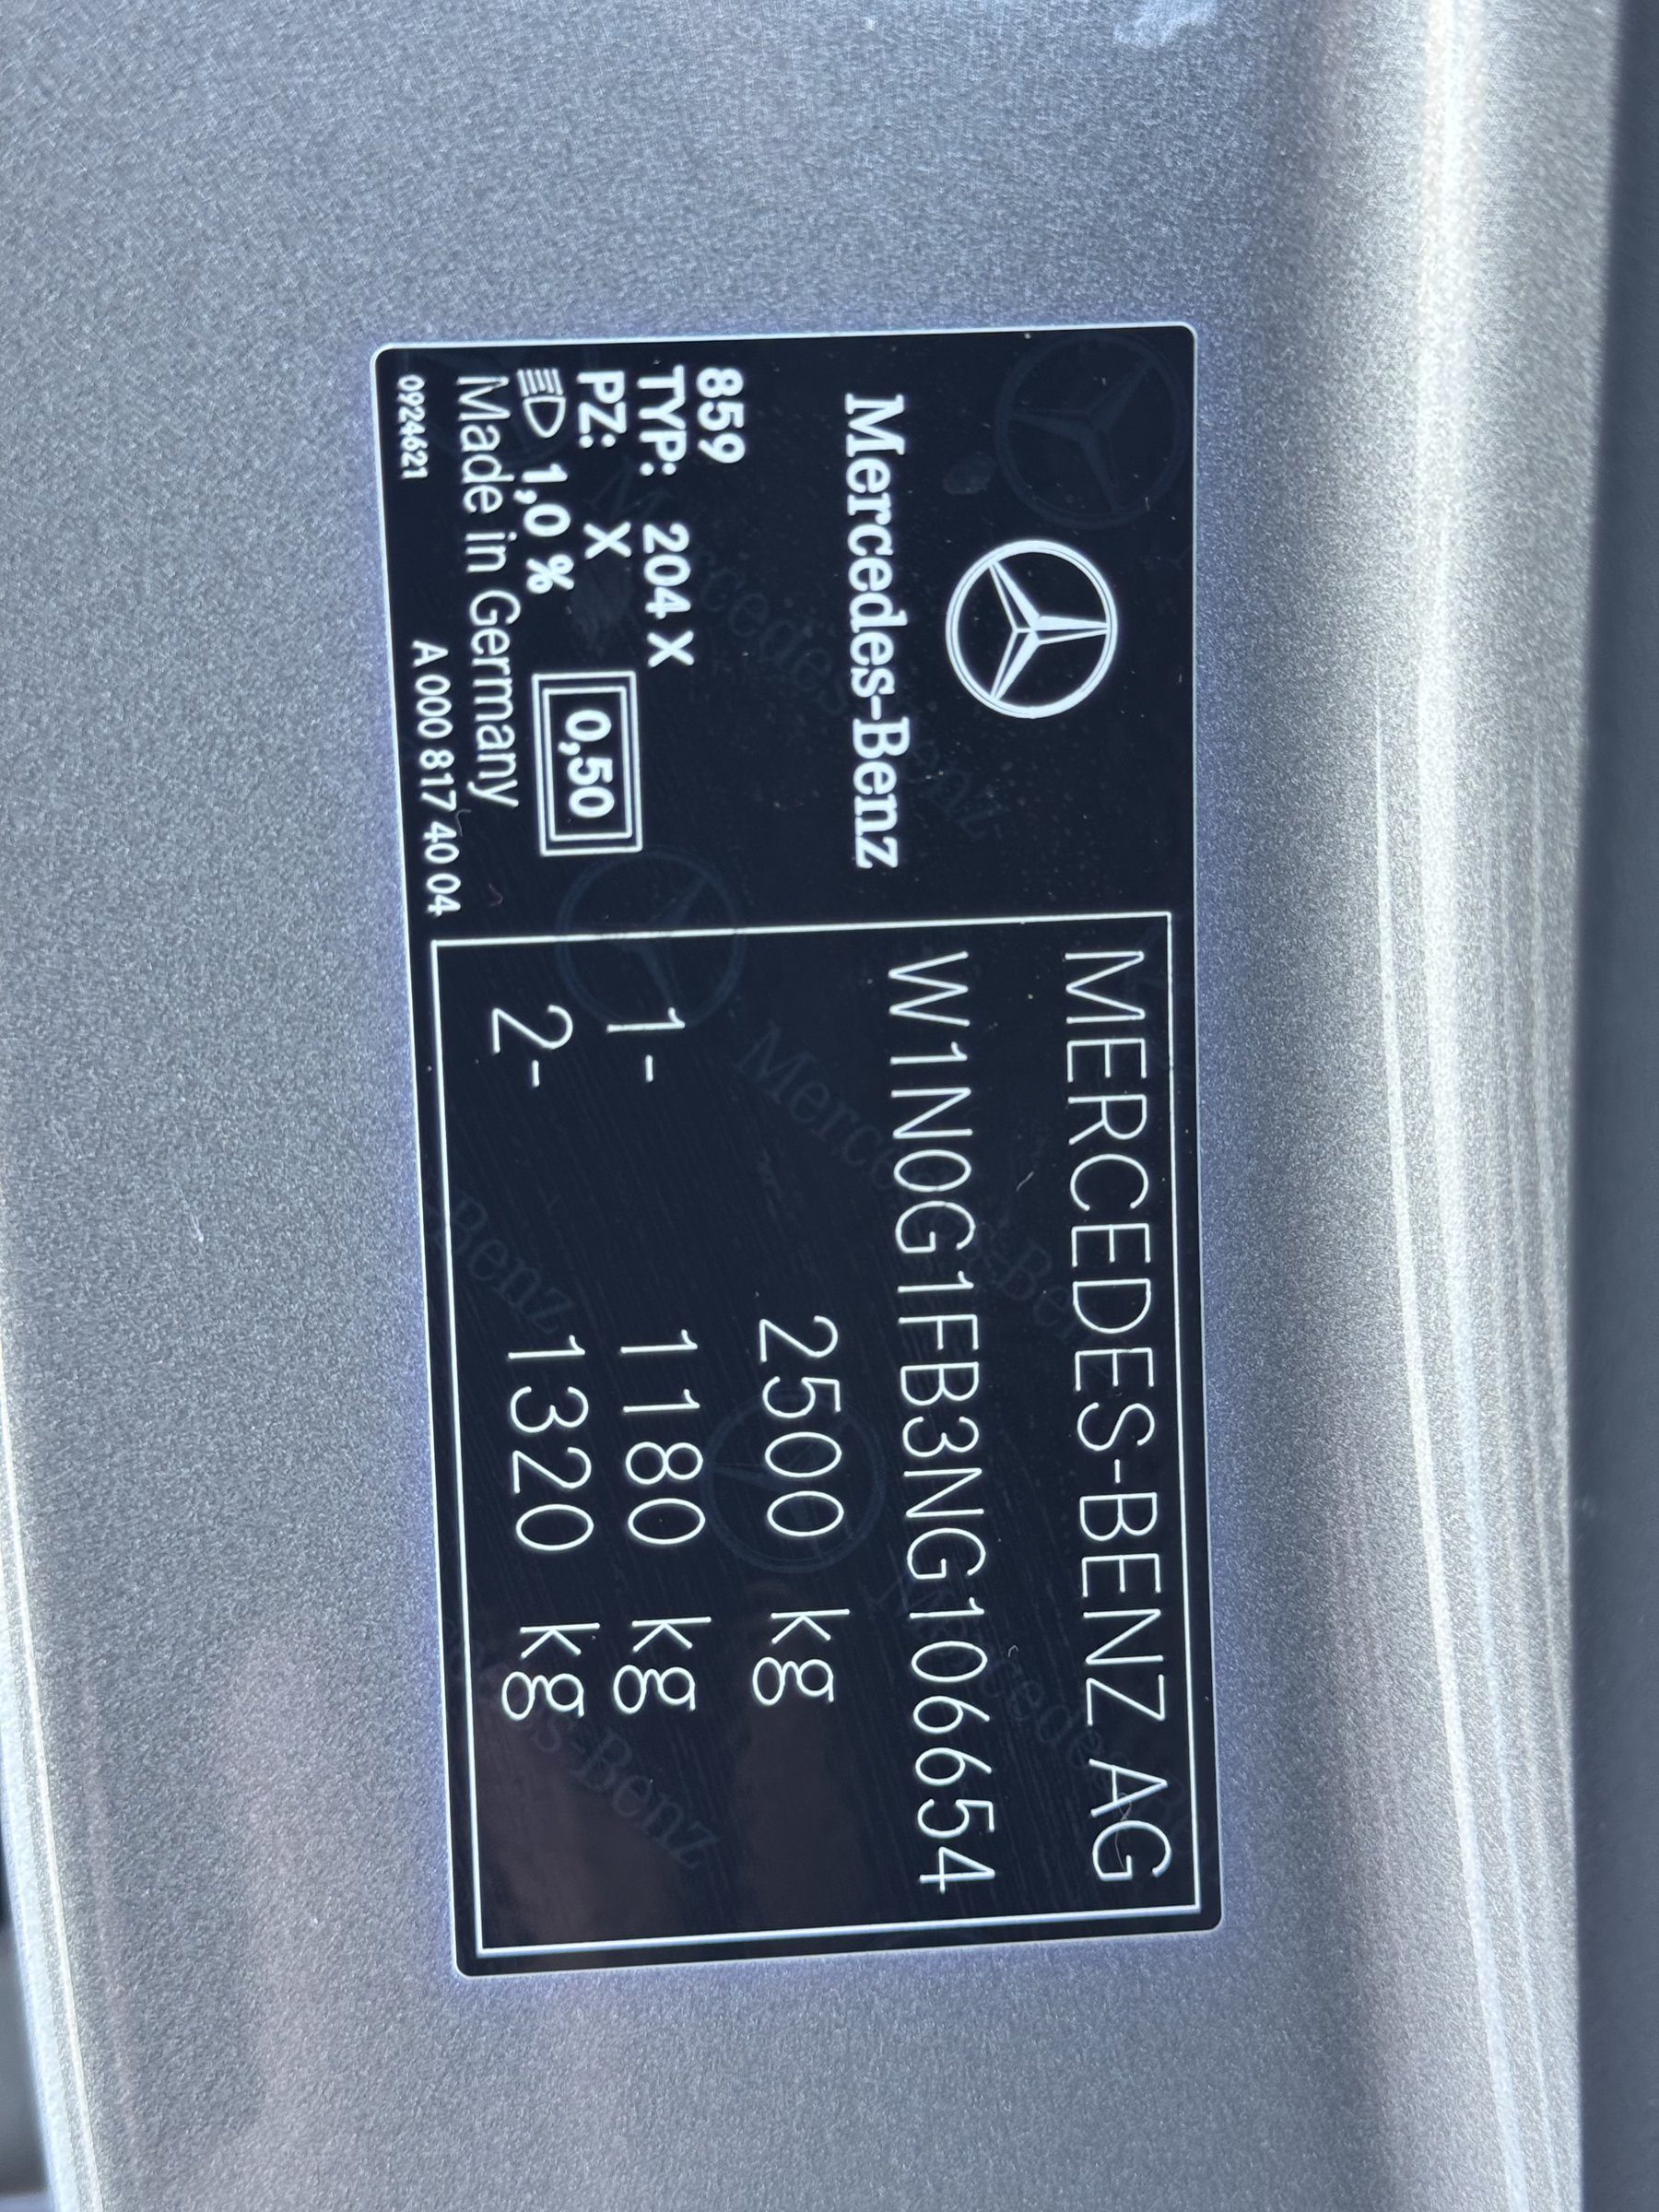 Mercedes-Benz
859
TYP: 204 X
PZ: X
1,0 %
0,50
Made in Germany
0924621
A 000 817 40 04
MERCEDES-BENZ AG
W1N0G1FB3NG106654
2500 kg
1- 1180 kg
2- 1320 kg